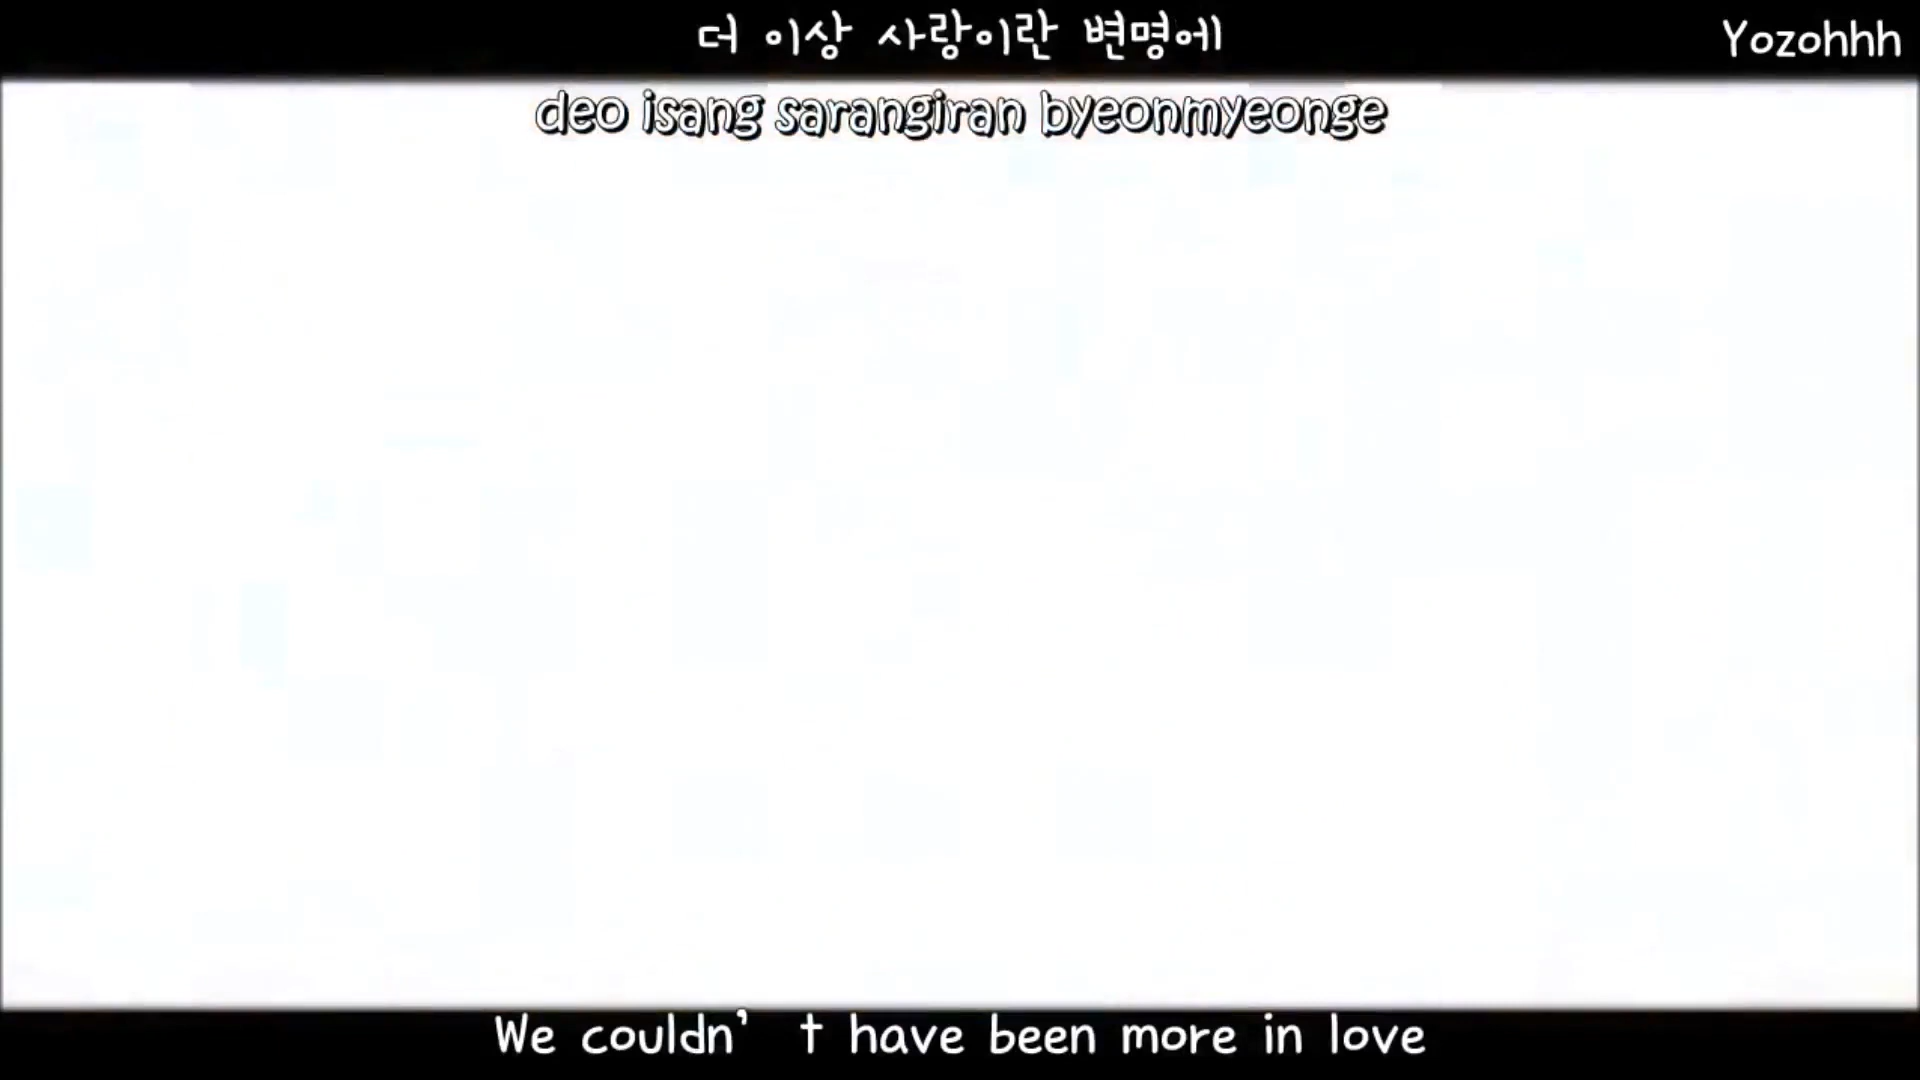 더 이상 사랑이란 변명에
Yozohhh
deo isang sarangiran byeonmyeonge
We couldn’t have been more in love